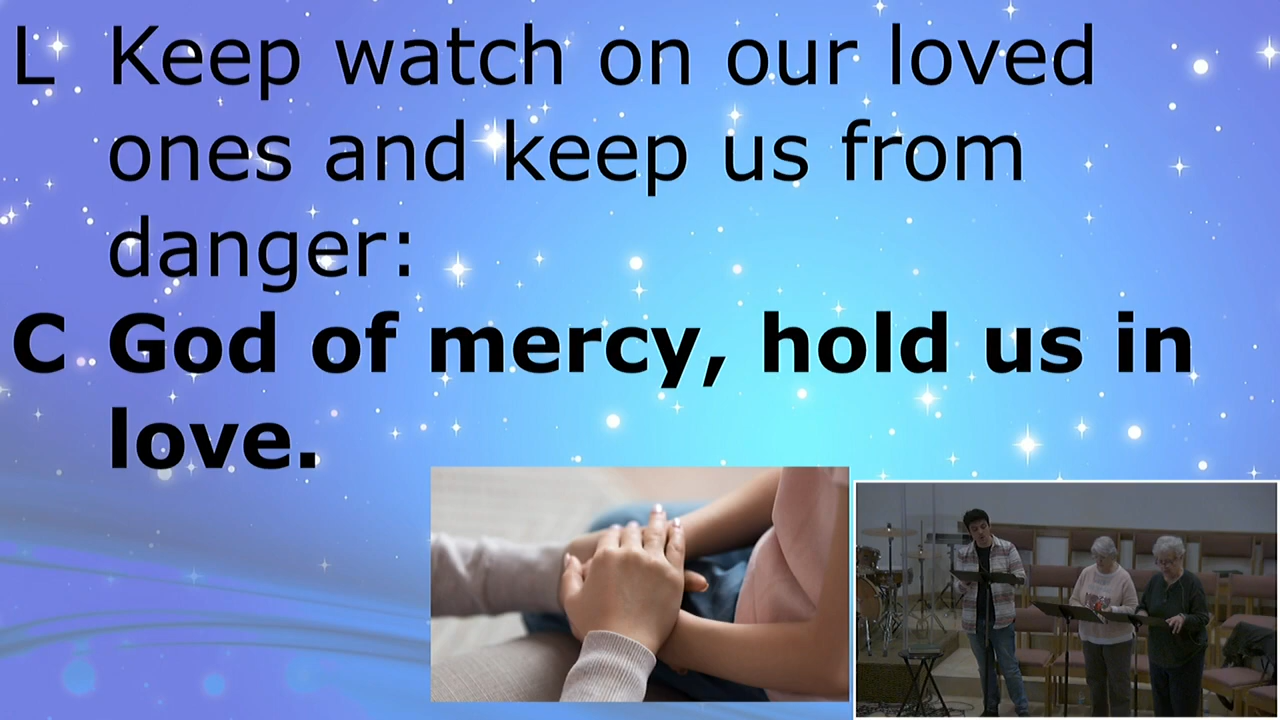 L Keep watch on our loved
ones and keep us from
danger:
C God of mercy, hold us in
love.